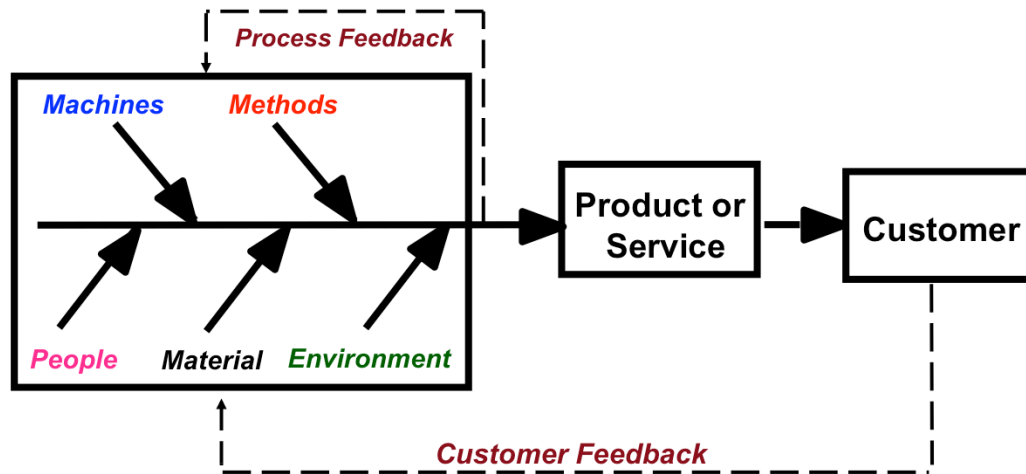 Process Feedback
Machines
Methods
Product or
Service
Customer
People
Material
Environment
Customer Feedback